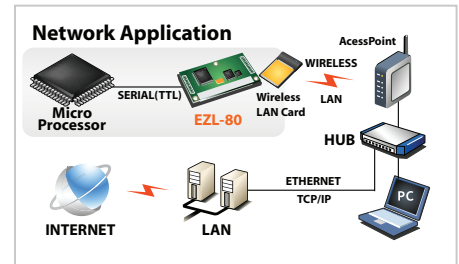 Network Application
AcessPoint
WIRELESS
LAN
SERIAL(TTL)
Micro
Processor
EZL-80
Wireless
LAN Card
HUB
ETHERNET
TCP/IP
PC
INTERNET
LAN